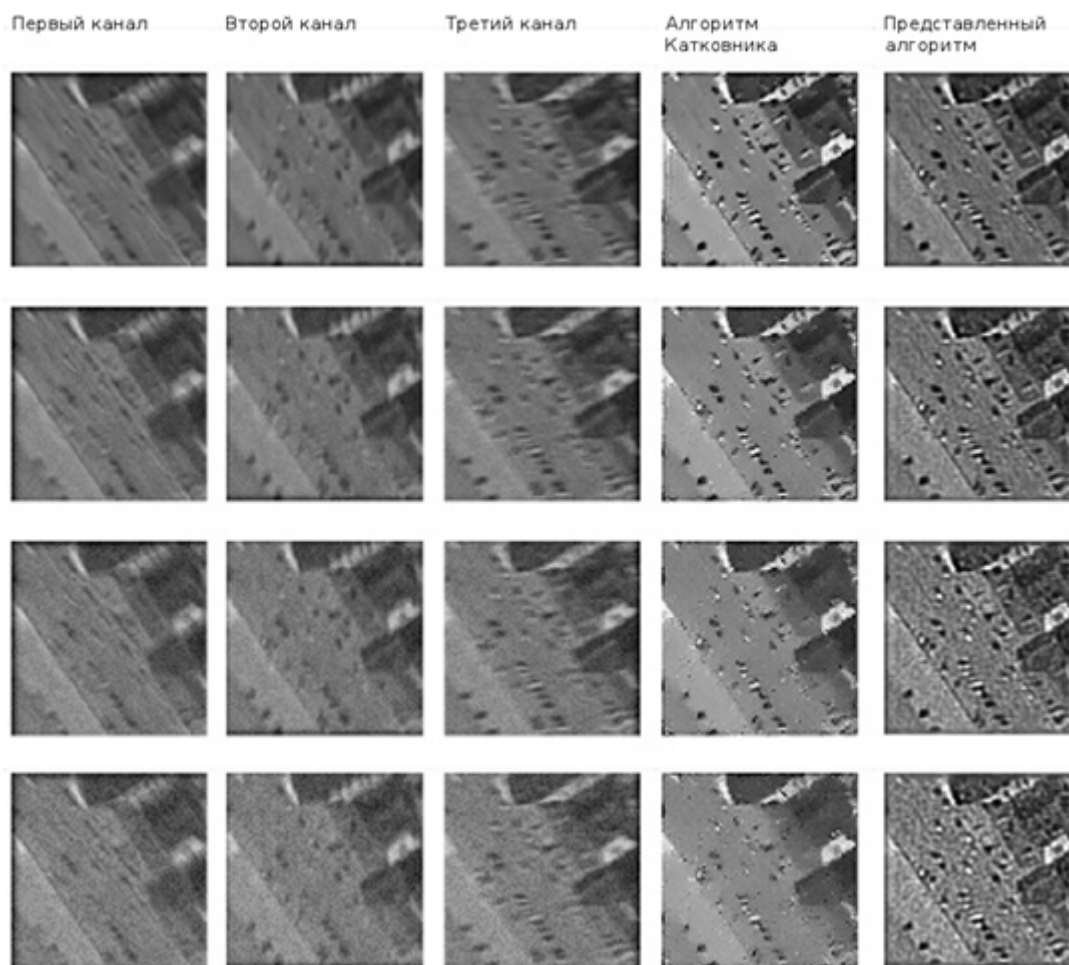 Первый канал
Второй канал
Третий канал
Алгоритм
Катковника
Представленный
алгоритм